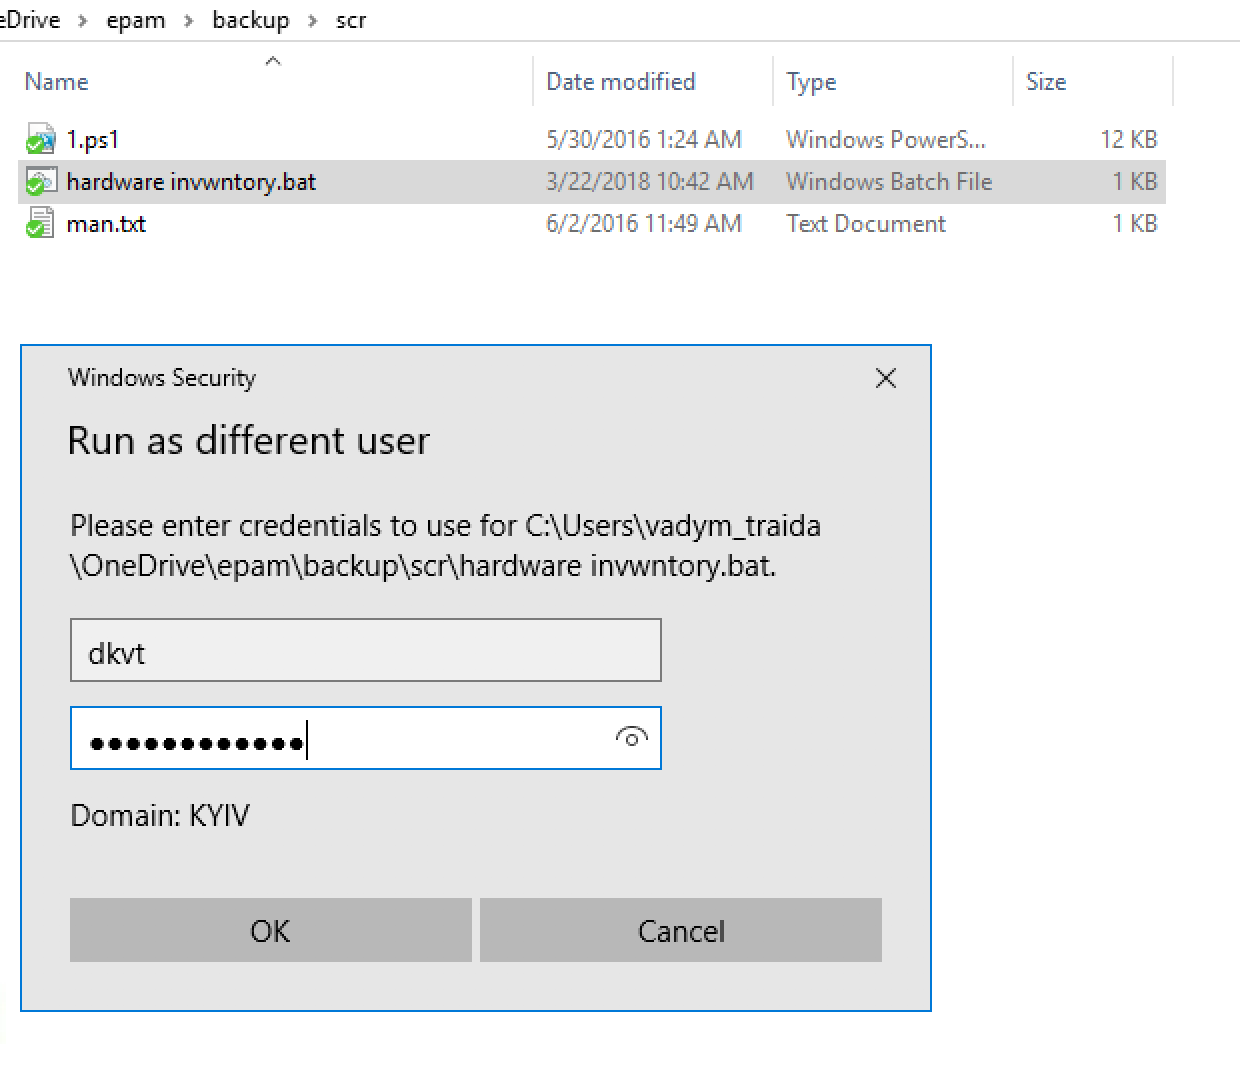 eDrive > epam > backup > scr
Name Date modified Type Size
1.ps1 5/30/2016 1:24 AM Windows PowerS... 12 KB
hardware invwntory.bat 3/22/2018 10:42 AM Windows Batch File 1 KB
man.txt 6/2/2016 11:49 AM Text Document 1 KB
Windows Security
Run as different user
Please enter credentials to use for C:\Users\vadym_traida
\OneDrive\epam\backup\scr\hardware invwntory.bat.
dkvt
●●●●●●●●●●●●
Domain: KYIV
OK Cancel